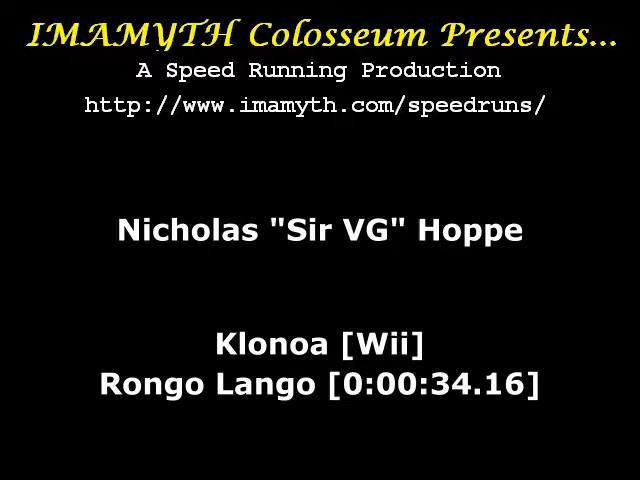 IMAMYTH Colosseum Presents...
A Speed Running Production
http://www.imamyth.com/speedruns/
Nicholas "Sir VG" Hoppe
Klonoa [Wii]
Rongo Lango [0:00:34.16]